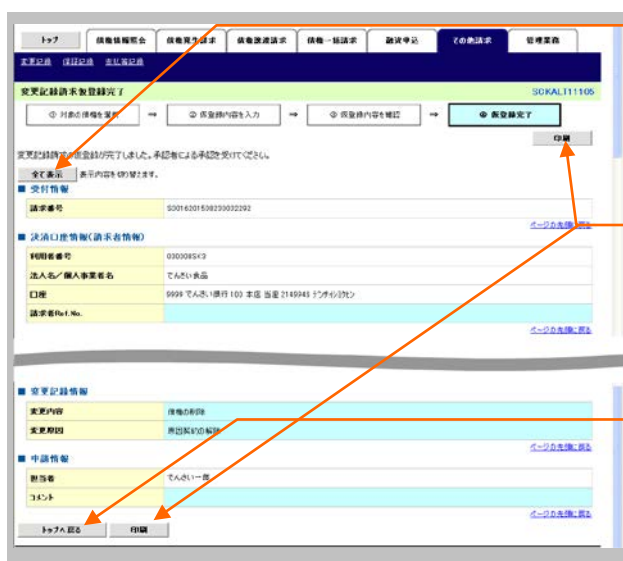 トップ 債権情報照会 債権発生請求 債権譲渡請求 債権一括請求 融資申込 その他請求 管理業務
変更記録 保証記録 支払等記録
変更記録請求仮登録完了 SCKALT11105
① 対象の債権を選択 ➡ ② 仮登録内容を入力 ➡ ③ 仮登録内容を確認 ➡ ④ 仮登録完了
印刷
変更記録請求の仮登録が完了しました。承認者による承認を受けてください。
全て表示 表示内容を切り替えます。
■ 受付情報
請求番号
ページの先頭に戻る
■ 決済口座情報(請求者情報)
利用者番号
法人名/個人事業者名 でんさい食品
口座 9999 でんさい銀行 100 本店 当座 2149945
請求者Ref.No.
ページの先頭に戻る
■ 変更記録情報
変更内容 債権の削除
変更原因 原因契約の解除
ページの先頭に戻る
■ 申請情報
担当者 でんさい一郎
コメント
ページの先頭に戻る
トップへ戻る 印刷